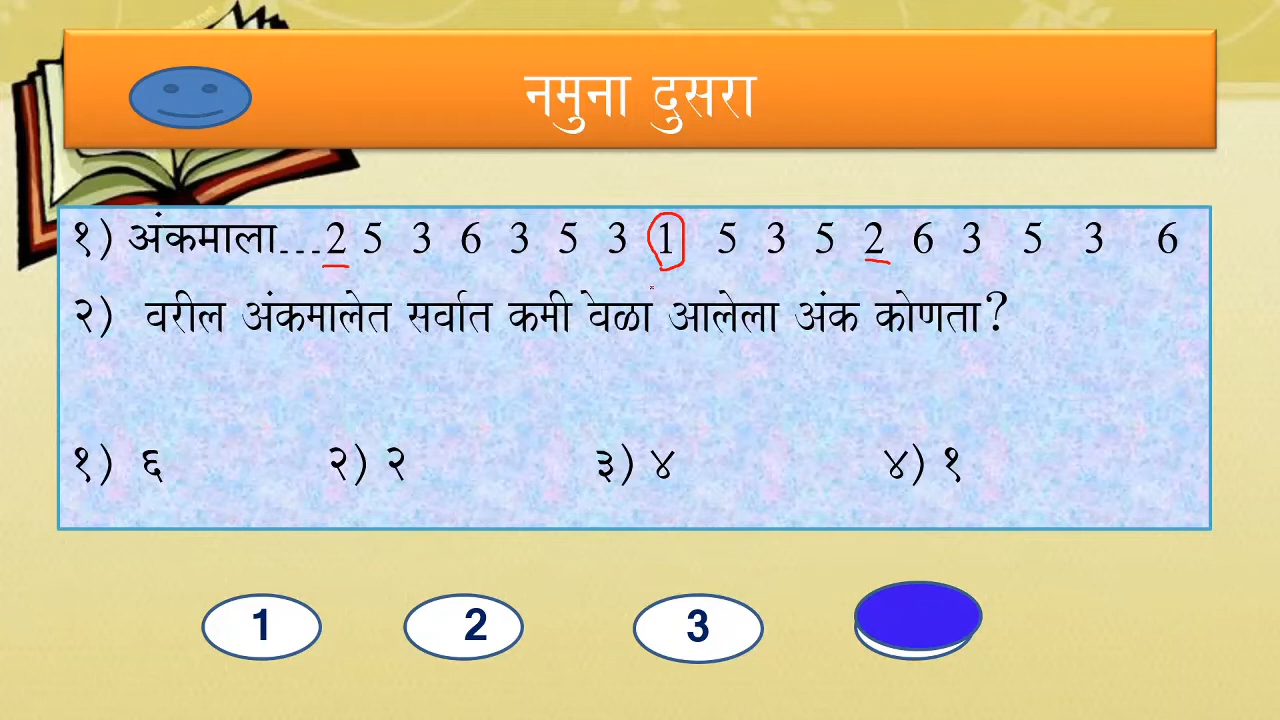 नमुना दुसरा
१) अंकमाला...2 5 3 6 3 5 3 1 5 3 5 2 6 3 5 3 6
२) वरील अंकमालेत सर्वात कमी वेळा आलेला अंक कोणता?
१) ६ २) २ ३) ४ ४) १
1 2 3